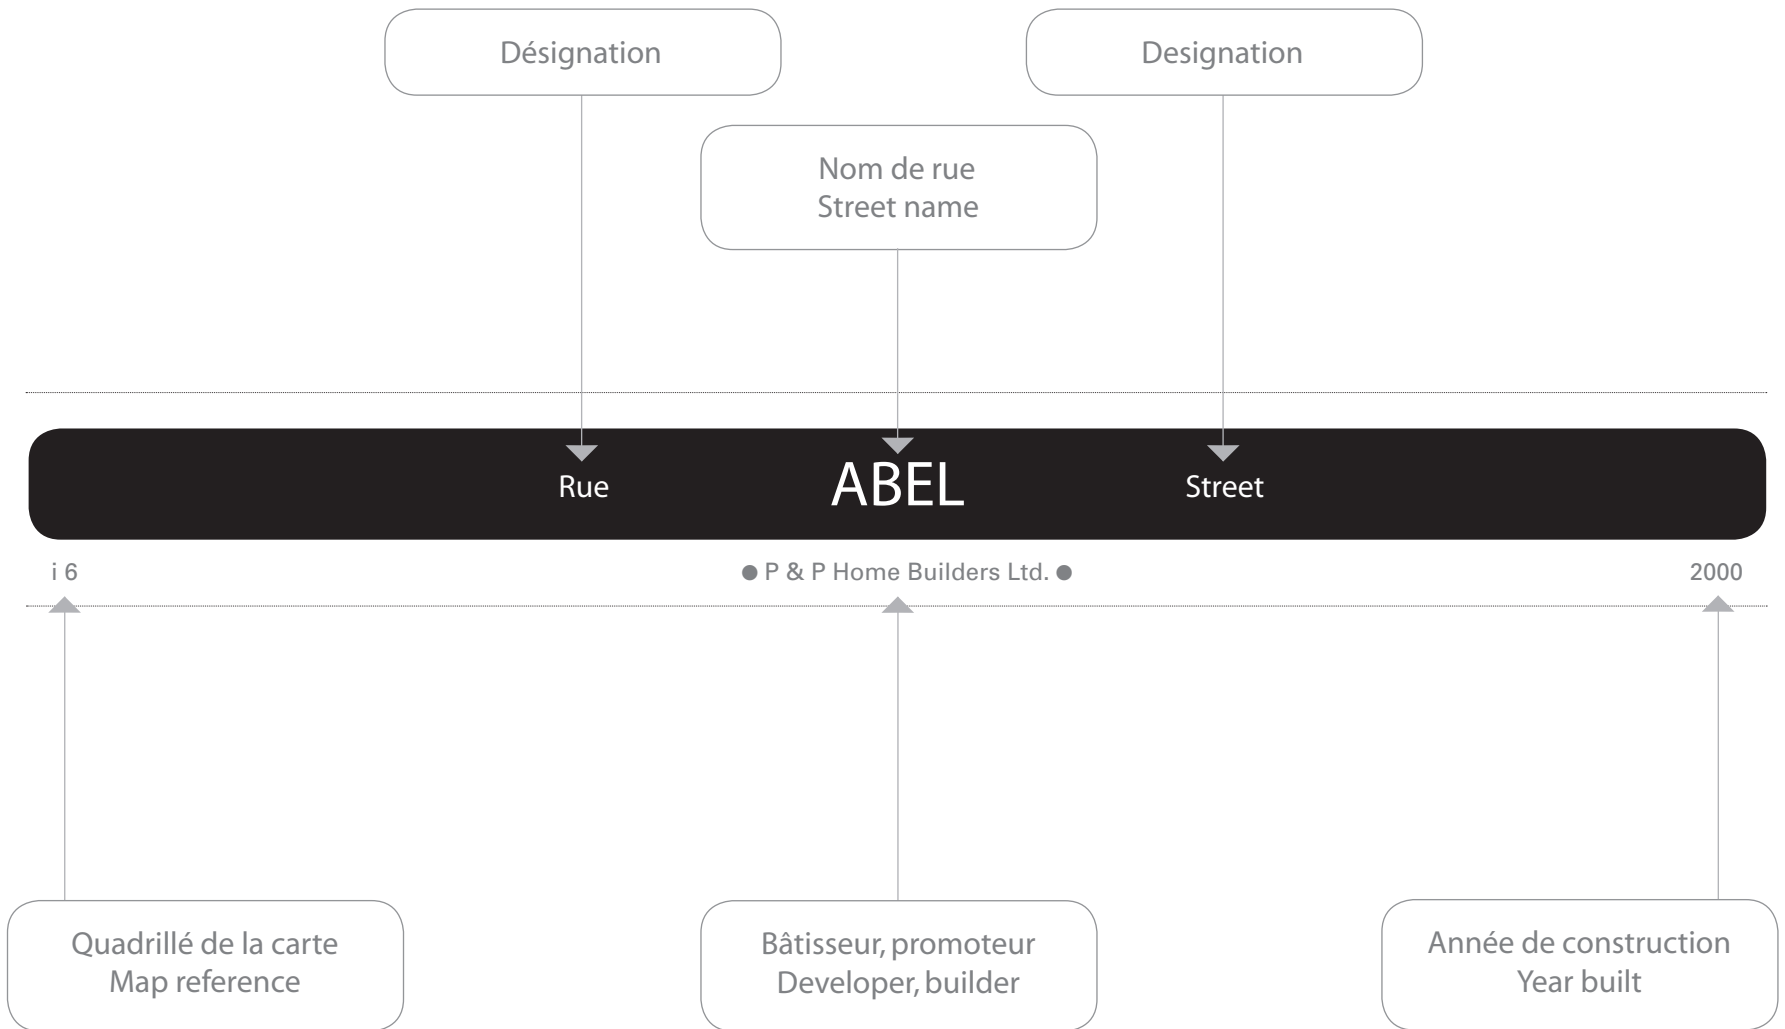 Désignation
Designation
Nom de rue
Street name
Rue ABEL Street
i 6 ● P & P Home Builders Ltd. ● 2000
Quadrillé de la carte
Map reference
Bâtisseur, promoteur
Developer, builder
Année de construction
Year built